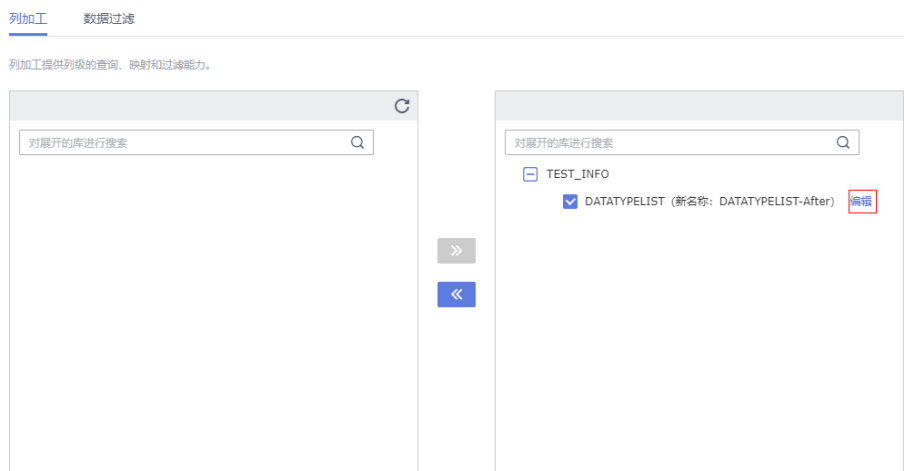 列加工 数据过滤
列加工提供列级的查询、映射和过滤能力。
对展开的库进行搜索
对展开的库进行搜索
TEST_INFO
DATATYPELIST (新名称: DATATYPELIST-After) 编辑